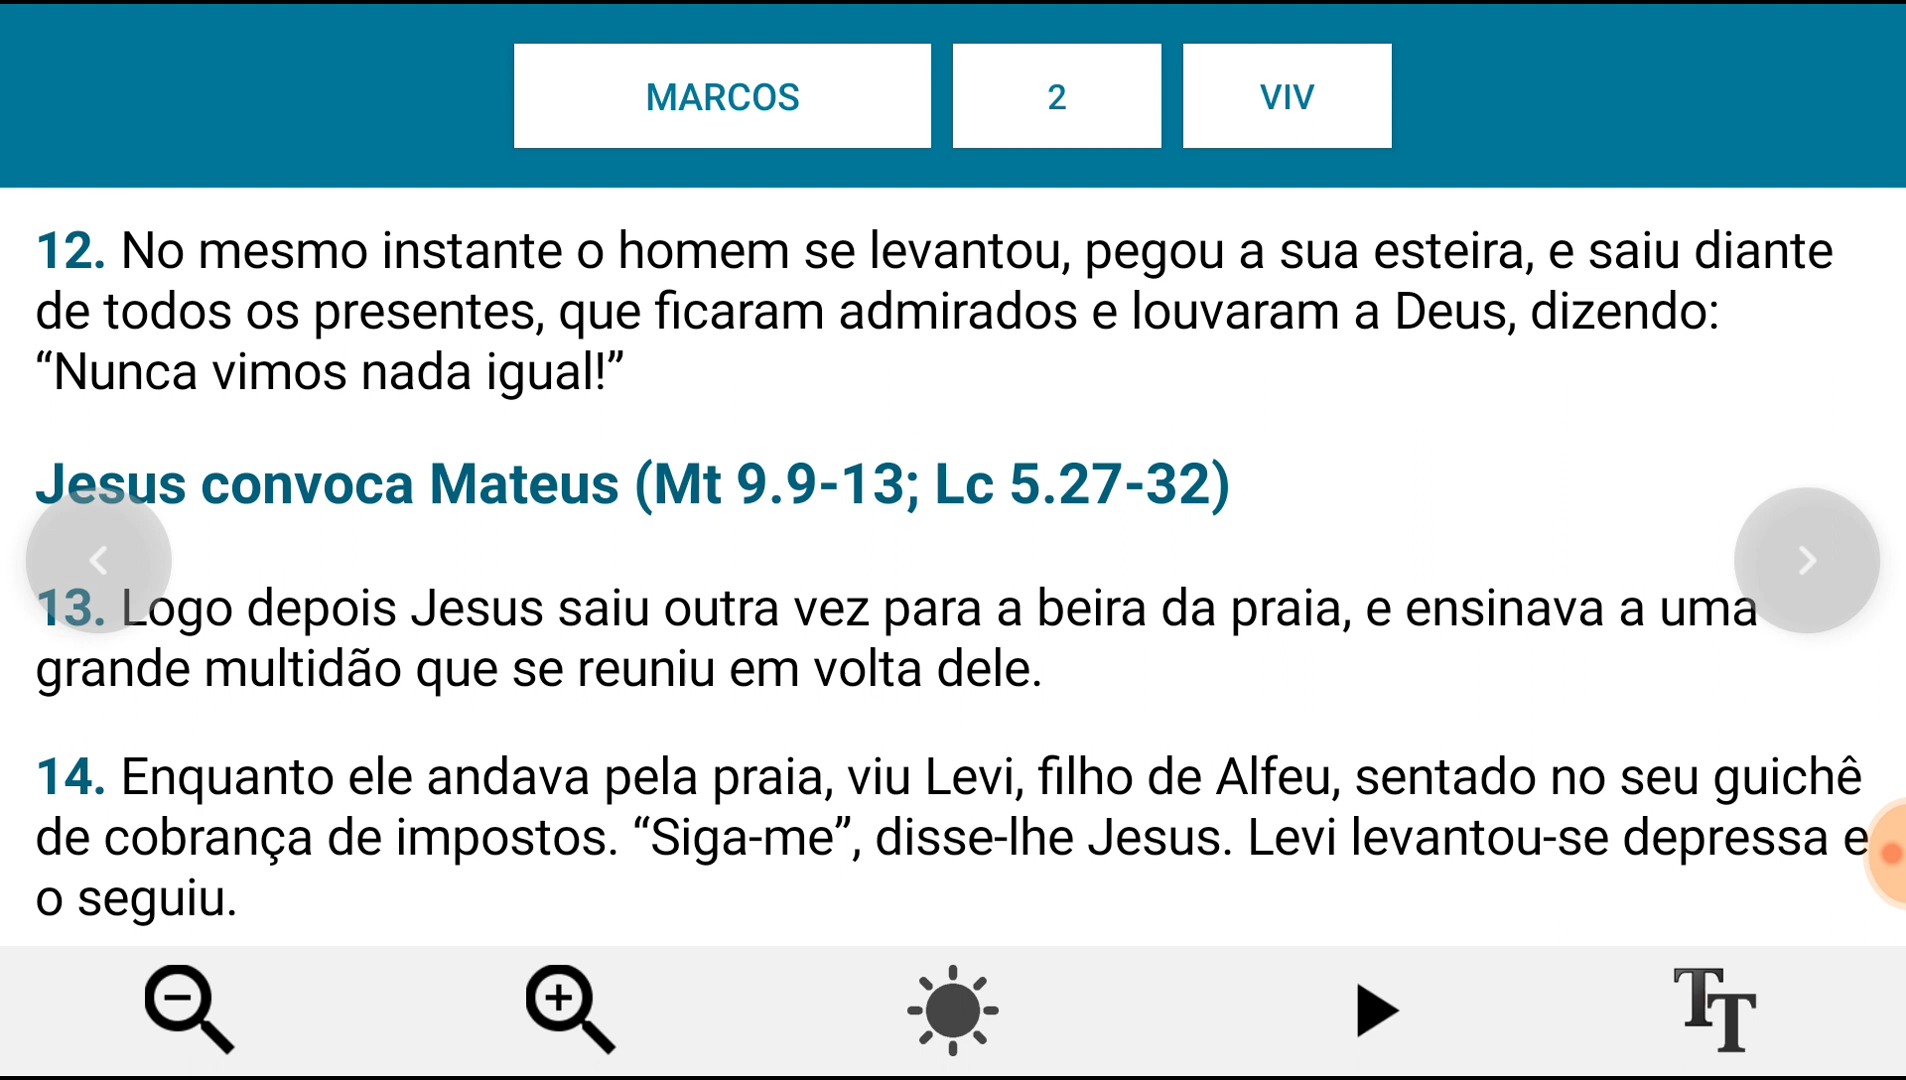 MARCOS 2 VIV
12. No mesmo instante o homem se levantou, pegou a sua esteira, e saiu diante
de todos os presentes, que ficaram admirados e louvaram a Deus, dizendo:
“Nunca vimos nada igual!”
Jesus convoca Mateus (Mt 9.9-13; Lc 5.27-32)
13. Logo depois Jesus saiu outra vez para a beira da praia, e ensinava a uma
grande multidão que se reuniu em volta dele.
14. Enquanto ele andava pela praia, viu Levi, filho de Alfeu, sentado no seu guichê
de cobrança de impostos. “Siga-me”, disse-lhe Jesus. Levi levantou-se depressa e
o seguiu.
TT